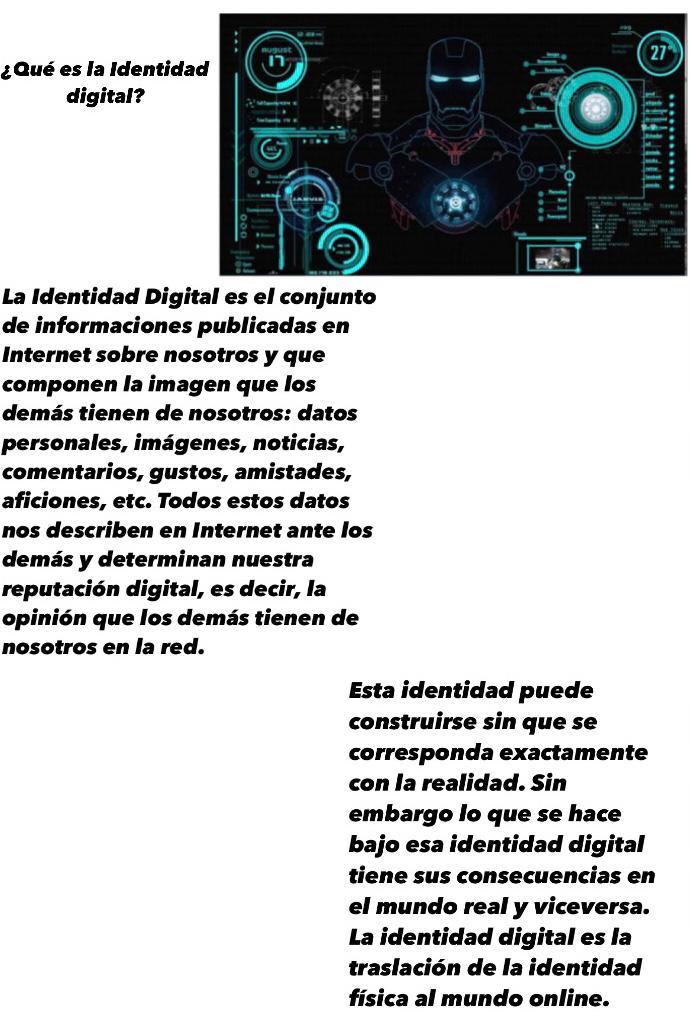 ¿Qué es la Identidad
digital?
August
17
27°
JARVIS
La Identidad Digital es el conjunto
de informaciones publicadas en
Internet sobre nosotros y que
componen la imagen que los
demás tienen de nosotros: datos
personales, imágenes, noticias,
comentarios, gustos, amistades,
aficiones, etc. Todos estos datos
nos describen en Internet ante los
demás y determinan nuestra
reputación digital, es decir, la
opinión que los demás tienen de
nosotros en la red.
Esta identidad puede
construirse sin que se
corresponda exactamente
con la realidad. Sin
embargo lo que se hace
bajo esa identidad digital
tiene sus consecuencias en
el mundo real y viceversa.
La identidad digital es la
traslación de la identidad
física al mundo online.